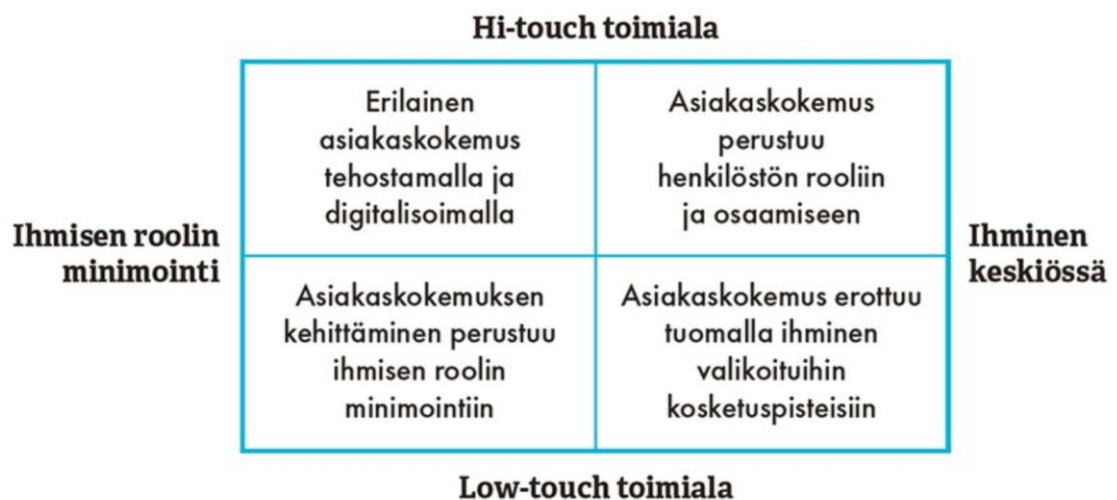 Hi-touch toimiala
Erilainen
asiakaskokemus
tehostamalla ja
digitalisoimalla
Asiakaskokemus
perustuu
henkilöstön rooliin
ja osaamiseen
Ihmisen roolin
minimointi
Ihminen
keskiössä
Asiakaskokemuksen
kehittäminen perustuu
ihmisen roolin
minimointiin
Asiakaskokemus erottuu
tuomalla ihminen
valikoituihin
kosketuspisteisiin
Low-touch toimiala